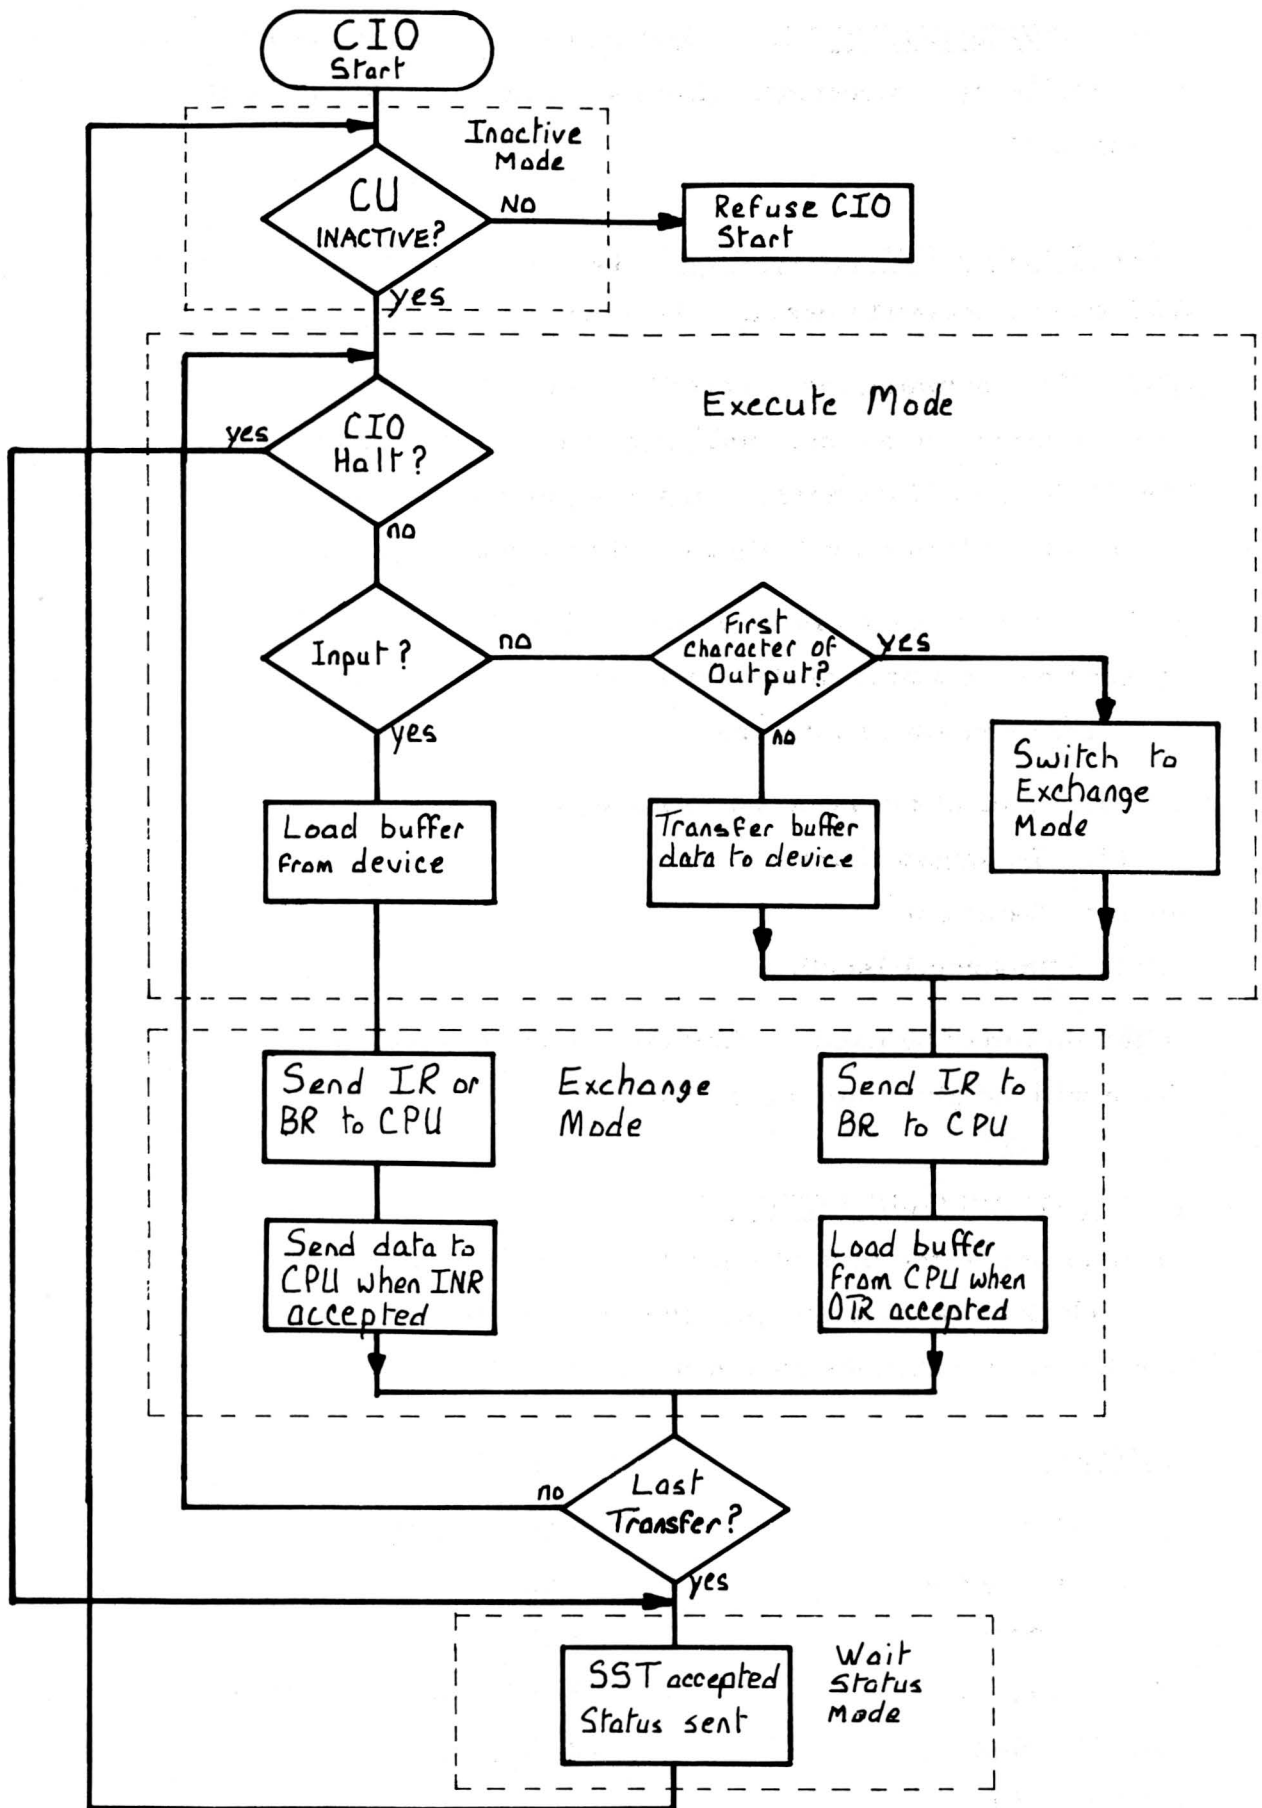 CIO
Start
Inactive
Mode
CU
INACTIVE?
NO
Refuse CIO
Start
yes
Execute Mode
CIO
Halt?
yes
no
Input?
no
First
character of
Output?
yes
yes
no
Load buffer
from device
Transfer buffer
data to device
Switch to
Exchange
Mode
Send IR or
BR to CPU
Exchange
Mode
Send IR to
BR to CPU
Send data to
CPU when INR
accepted
Load buffer
from CPU when
OTR accepted
Last
Transfer?
no
yes
SST accepted
Status sent
Wait
Status
Mode